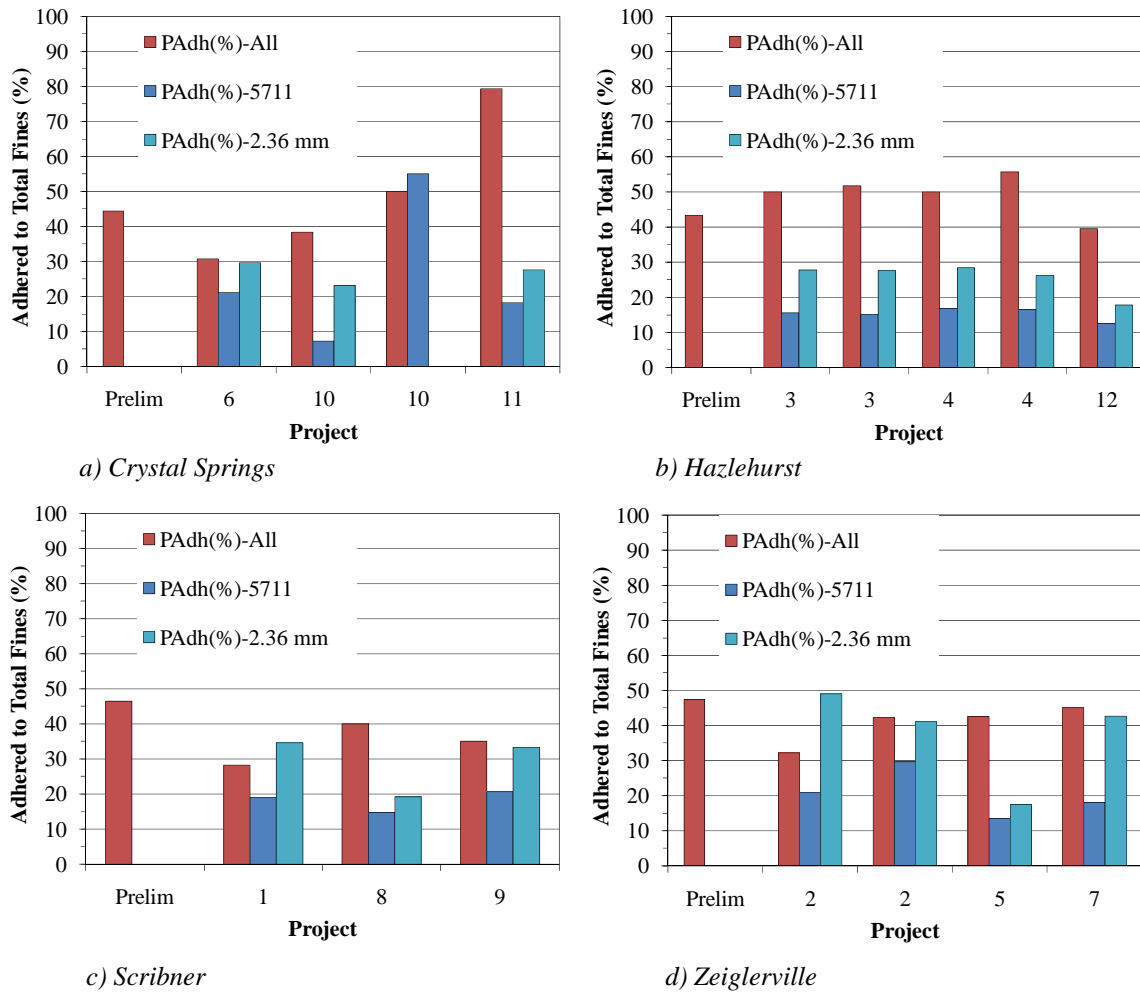 100
90
80
70
60
50
40
30
20
10
0
Adhered to Total Fines (%)
PAdh(%)-All
PAdh(%)-5711
PAdh(%)-2.36 mm
Prelim 6 10 10 11
Project
a) Crystal Springs
100
90
80
70
60
50
40
30
20
10
0
Adhered to Total Fines (%)
PAdh(%)-All
PAdh(%)-5711
PAdh(%)-2.36 mm
Prelim 3 3 4 4 12
Project
b) Hazlehurst
100
90
80
70
60
50
40
30
20
10
0
Adhered to Total Fines (%)
PAdh(%)-All
PAdh(%)-5711
PAdh(%)-2.36 mm
Prelim 1 8 9
Project
c) Scribner
100
90
80
70
60
50
40
30
20
10
0
Adhered to Total Fines (%)
PAdh(%)-All
PAdh(%)-5711
PAdh(%)-2.36 mm
Prelim 2 2 5 7
Project
d) Zeiglerville